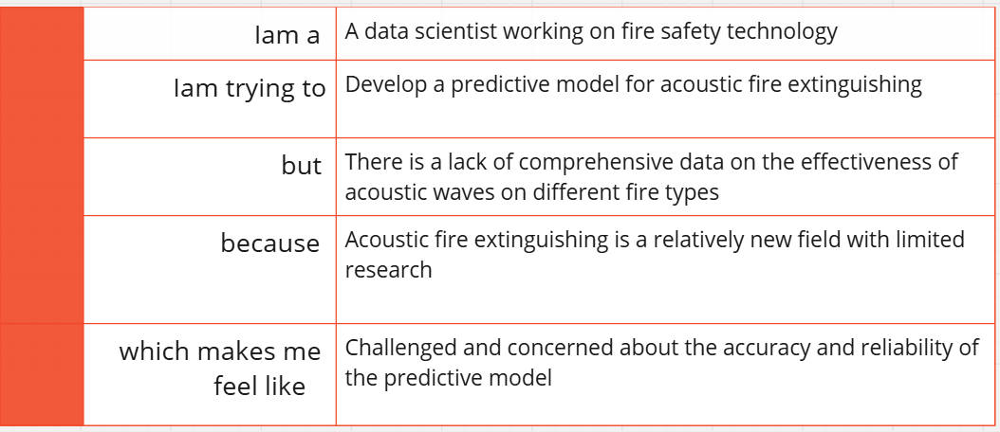 Iam a
A data scientist working on fire safety technology
Iam trying to
Develop a predictive model for acoustic fire extinguishing
but
There is a lack of comprehensive data on the effectiveness of
acoustic waves on different fire types
because
Acoustic fire extinguishing is a relatively new field with limited
research
which makes me
feel like
Challenged and concerned about the accuracy and reliability of
the predictive model